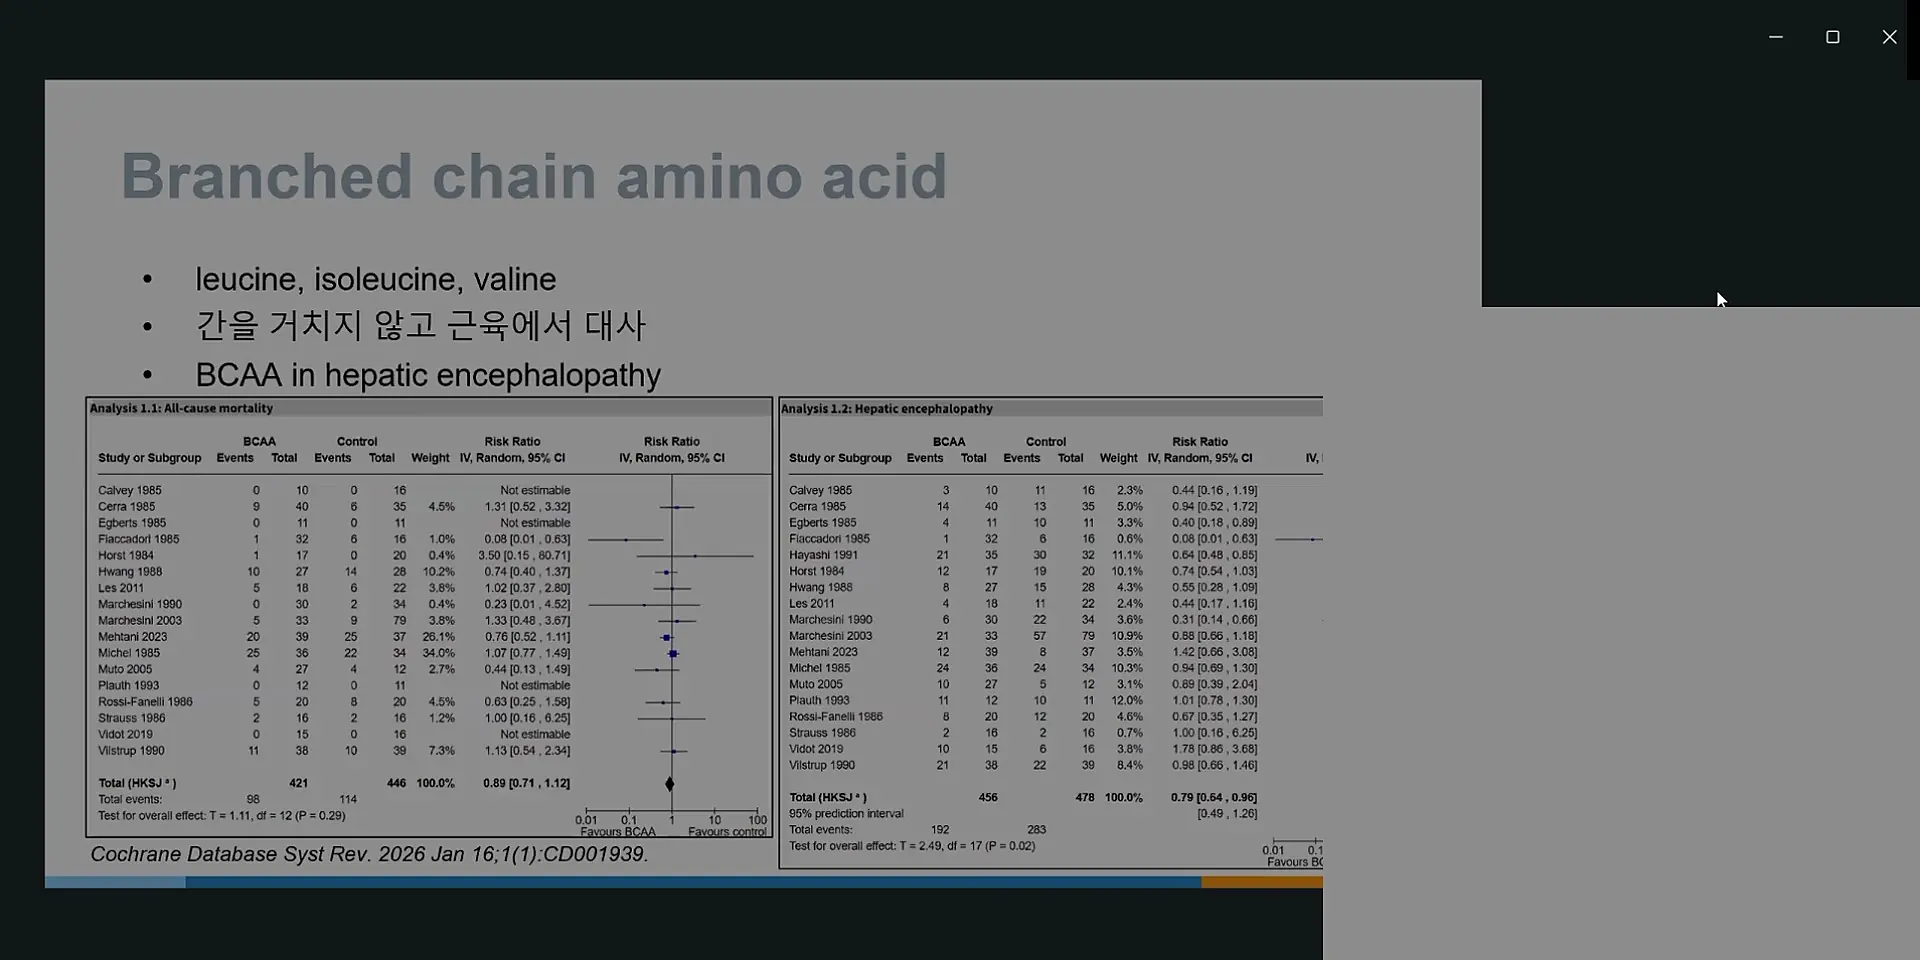 Branched chain amino acid
• leucine, isoleucine, valine
• 간을 거치지 않고 근육에서 대사
• BCAA in hepatic encephalopathy
Analysis 1.1: All-cause mortality
BCAA Control Risk Ratio Risk Ratio
Study or Subgroup Events Total Events Total Weight IV, Random, 95% CI IV, Random, 95% CI
Calvey 1985 0 10 0 16 Not estimable
Cerra 1985 9 40 6 35 4.5% 1.31 [0.52 , 3.32]
Egberts 1985 0 11 0 11 Not estimable
Fiaccadori 1985 1 32 6 16 1.0% 0.08 [0.01 , 0.63]
Horst 1984 1 17 0 20 0.4% 3.50 [0.15 , 80.71]
Hwang 1988 10 27 14 28 10.2% 0.74 [0.40 , 1.37]
Les 2011 5 18 6 22 3.8% 1.02 [0.37 , 2.80]
Marchesini 1990 0 30 2 34 0.4% 0.23 [0.01 , 4.52]
Marchesini 2003 5 33 9 79 3.8% 1.33 [0.48 , 3.67]
Mehtani 2023 20 39 25 37 26.1% 0.76 [0.52 , 1.11]
Michel 1985 25 36 22 34 34.0% 1.07 [0.77 , 1.49]
Muto 2005 4 27 4 12 2.7% 0.44 [0.13 , 1.49]
Plauth 1993 0 12 0 11 Not estimable
Rossi-Fanelli 1986 5 20 8 20 4.5% 0.63 [0.25 , 1.58]
Strauss 1986 2 16 2 16 1.2% 1.00 [0.16 , 6.25]
Vidot 2019 0 15 0 16 Not estimable
Vilstrup 1990 11 38 10 39 7.3% 1.13 [0.54 , 2.34]
Total (HKSJ ª ) 421 446 100.0% 0.89 [0.71 , 1.12]
Total events: 98 114
Test for overall effect: T = 1.11, df = 12 (P = 0.29)
0.01 0.1 1 10 100
Favours BCAA Favours control
Analysis 1.2: Hepatic encephalopathy
BCAA Control Risk Ratio
Study or Subgroup Events Total Events Total Weight IV, Random, 95% CI IV,
Calvey 1985 3 10 11 16 2.3% 0.44 [0.16 , 1.19]
Cerra 1985 14 40 13 35 5.0% 0.94 [0.52 , 1.72]
Egberts 1985 4 11 10 11 3.3% 0.40 [0.18 , 0.89]
Fiaccadori 1985 1 32 6 16 0.6% 0.08 [0.01 , 0.63]
Hayashi 1991 21 35 30 32 11.1% 0.64 [0.48 , 0.85]
Horst 1984 12 17 19 20 10.1% 0.74 [0.54 , 1.03]
Hwang 1988 8 27 15 28 4.3% 0.55 [0.28 , 1.09]
Les 2011 4 18 11 22 2.4% 0.44 [0.17 , 1.16]
Marchesini 1990 6 30 22 34 4.0% 0.31 [0.14 , 0.66]
Marchesini 2003 21 33 57 79 10.9% 0.88 [0.66 , 1.18]
Mehtani 2023 12 39 8 37 3.5% 1.42 [0.66 , 3.08]
Michel 1985 24 36 24 34 10.3% 0.94 [0.69 , 1.30]
Muto 2005 10 27 5 12 3.1% 0.89 [0.39 , 2.04]
Plauth 1993 11 12 10 11 12.0% 1.01 [0.78 , 1.30]
Rossi-Fanelli 1986 8 20 12 20 4.6% 0.67 [0.35 , 1.27]
Strauss 1986 2 16 2 16 0.7% 1.00 [0.16 , 6.25]
Vidot 2019 10 15 6 16 3.8% 1.78 [0.86 , 3.68]
Vilstrup 1990 21 38 22 39 8.4% 0.98 [0.66 , 1.46]
Total (HKSJ ª ) 456 478 100.0% 0.79 [0.64 , 0.96]
95% prediction interval [0.49 , 1.26]
Total events: 192 283
Test for overall effect: T = 2.49, df = 17 (P = 0.02)
0.01 0.1
Favours BC
Cochrane Database Syst Rev. 2026 Jan 16;1(1):CD001939.